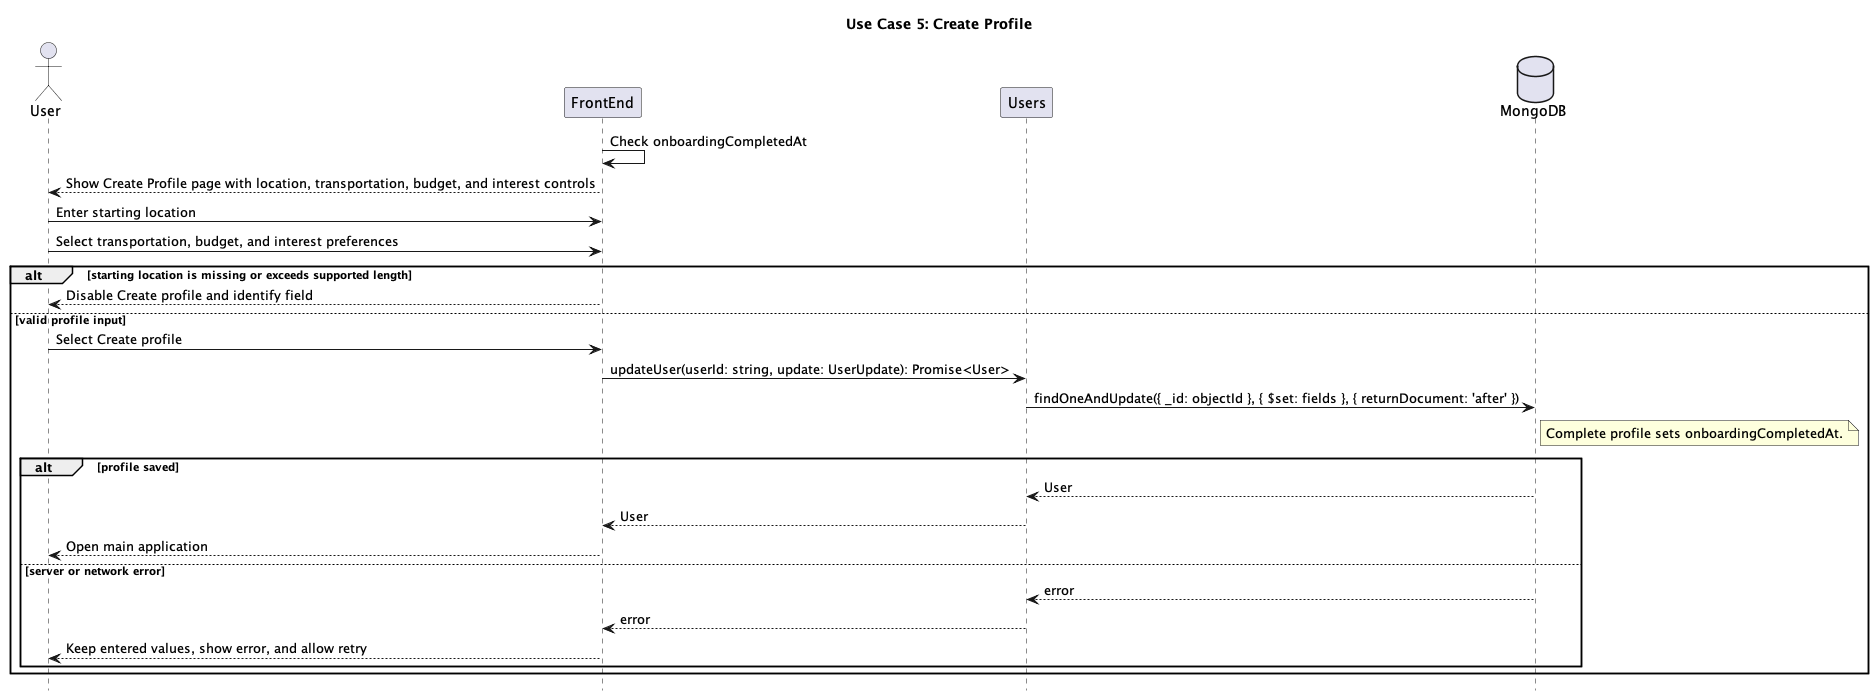 Use Case 5: Create Profile
User
FrontEnd
Users
MongoDB
Check onboardingCompletedAt
Show Create Profile page with location, transportation, budget, and interest controls
Enter starting location
Select transportation, budget, and interest preferences
alt [starting location is missing or exceeds supported length]
Disable Create profile and identify field
[valid profile input]
Select Create profile
updateUser(userId: string, update: UserUpdate): Promise<User>
findOneAndUpdate({ _id: objectId }, { $set: fields }, { returnDocument: 'after' })
Complete profile sets onboardingCompletedAt.
alt [profile saved]
User
User
Open main application
[server or network error]
error
error
Keep entered values, show error, and allow retry